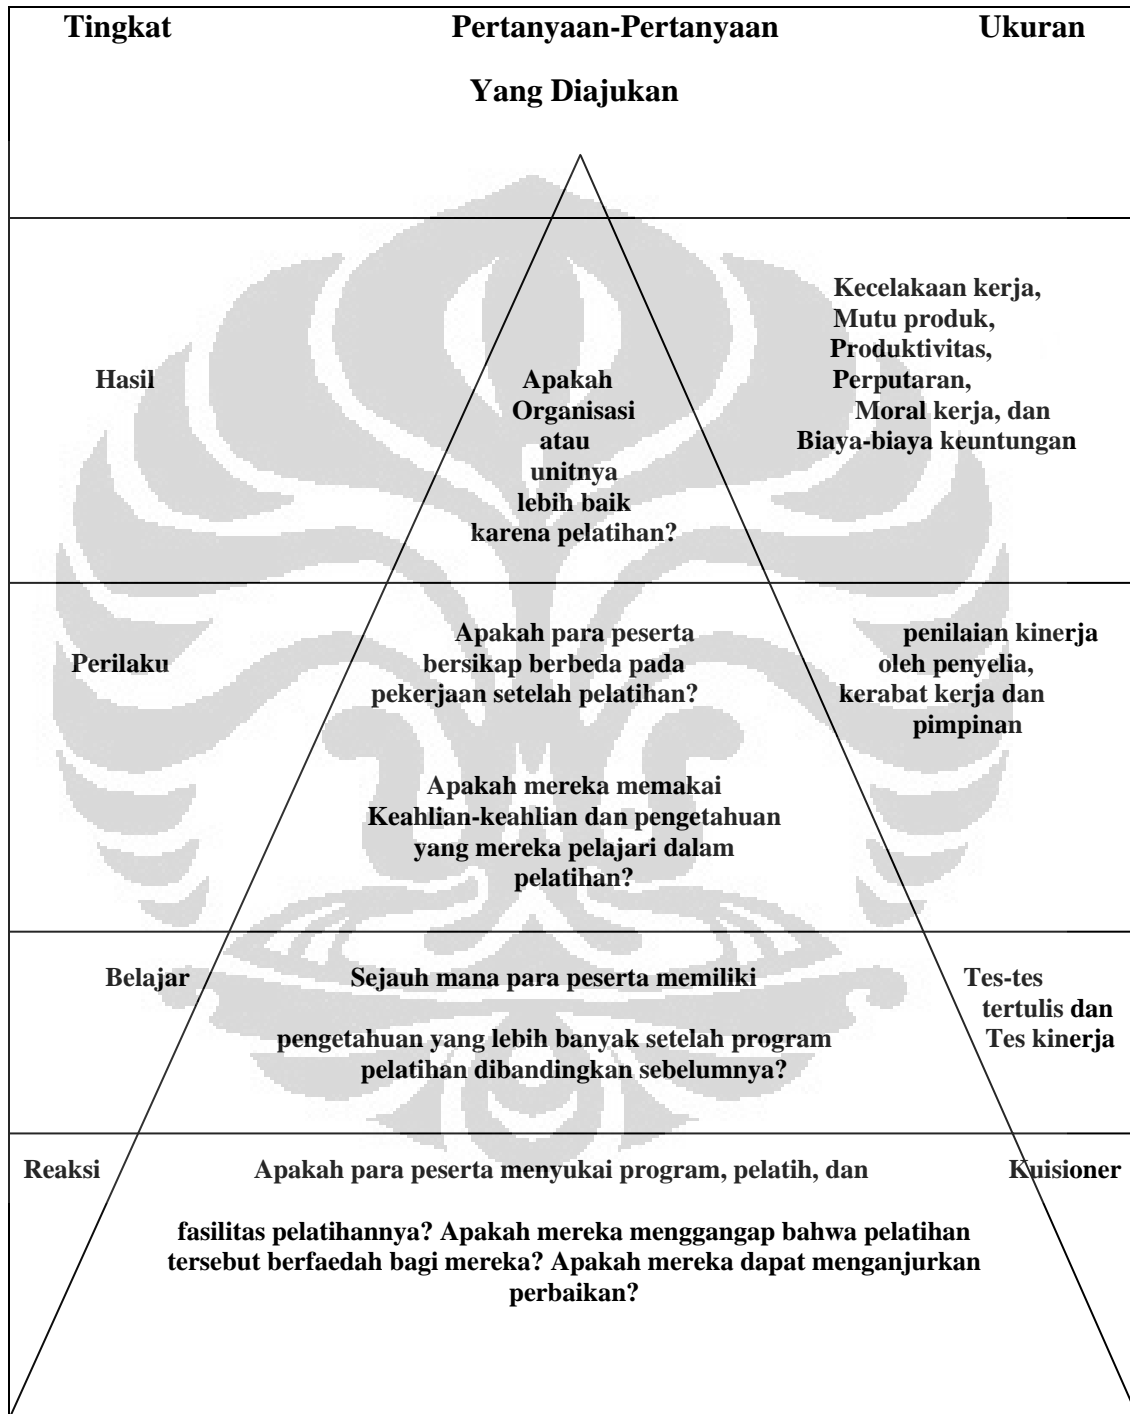 Tingkat Pertanyaan-Pertanyaan Ukuran
Yang Diajukan
Hasil
Apakah
Organisasi
atau
unitnya
lebih baik
karena pelatihan?
Kecelakaan kerja,
Mutu produk,
Produktivitas,
Perputaran,
Moral kerja, dan
Biaya-biaya keuntungan
Perilaku
Apakah para peserta
bersikap berbeda pada
pekerjaan setelah pelatihan?
Apakah mereka memakai
Keahlian-keahlian dan pengetahuan
yang mereka pelajari dalam
pelatihan?
penilaian kinerja
oleh penyelia,
kerabat kerja dan
pimpinan
Belajar
Sejauh mana para peserta memiliki
pengetahuan yang lebih banyak setelah program
pelatihan dibandingkan sebelumnya?
Tes-tes
tertulis dan
Tes kinerja
Reaksi
Apakah para peserta menyukai program, pelatih, dan
fasilitas pelatihannya? Apakah mereka menggangap bahwa pelatihan
tersebut berfaedah bagi mereka? Apakah mereka dapat menganjurkan
perbaikan?
Kuisioner